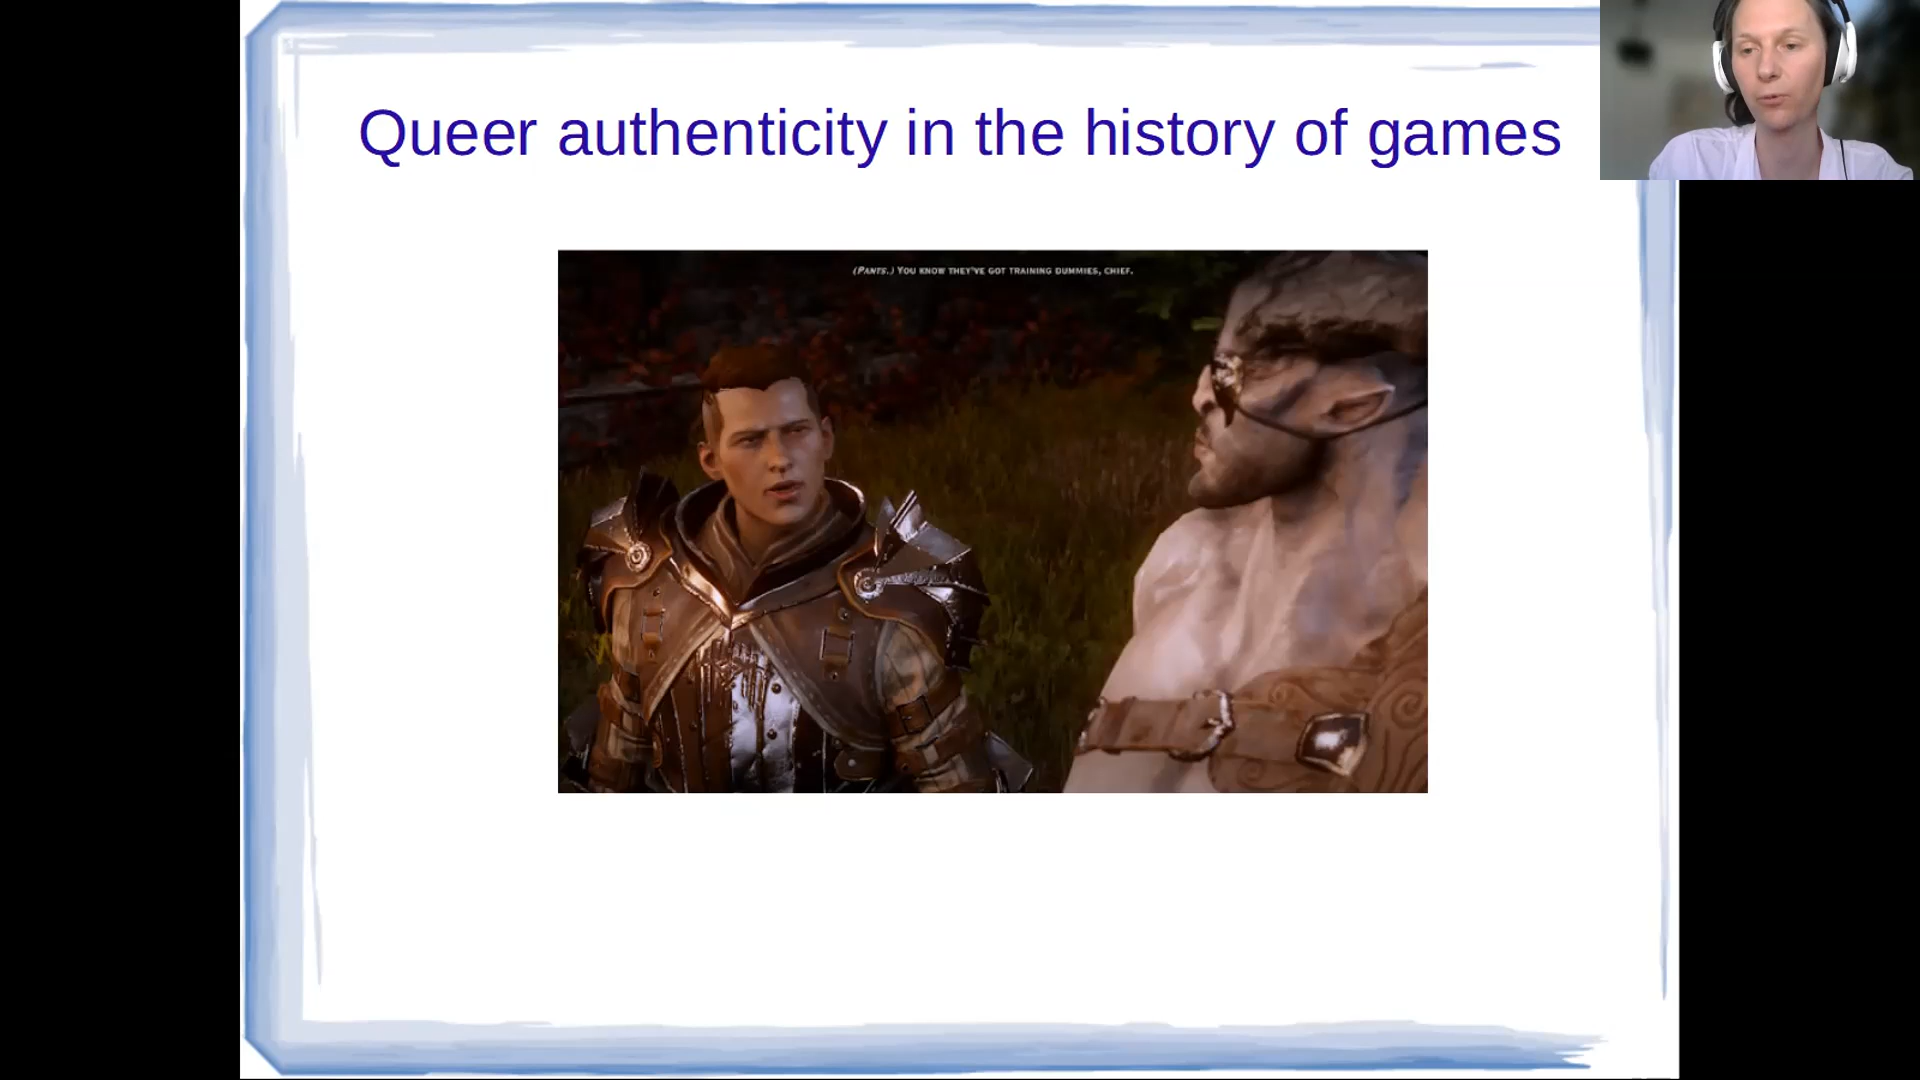 Queer authenticity in the history of games
(Pants.) You know they've got training dummies, chief.